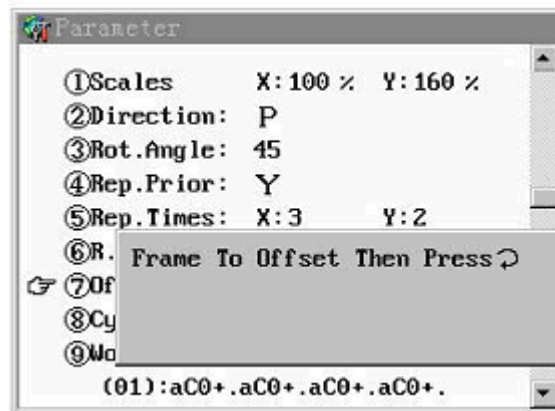 Parameter
①Scales X:100% Y:160%
②Direction: P
③Rot.Angle: 45
④Rep.Prior: Y
⑤Rep.Times: X:3 Y:2
⑥R.
Frame To Offset Then Press
⑦Of
⑧Cy
⑨Wo
(01):aC0+.aC0+.aC0+.aC0+.